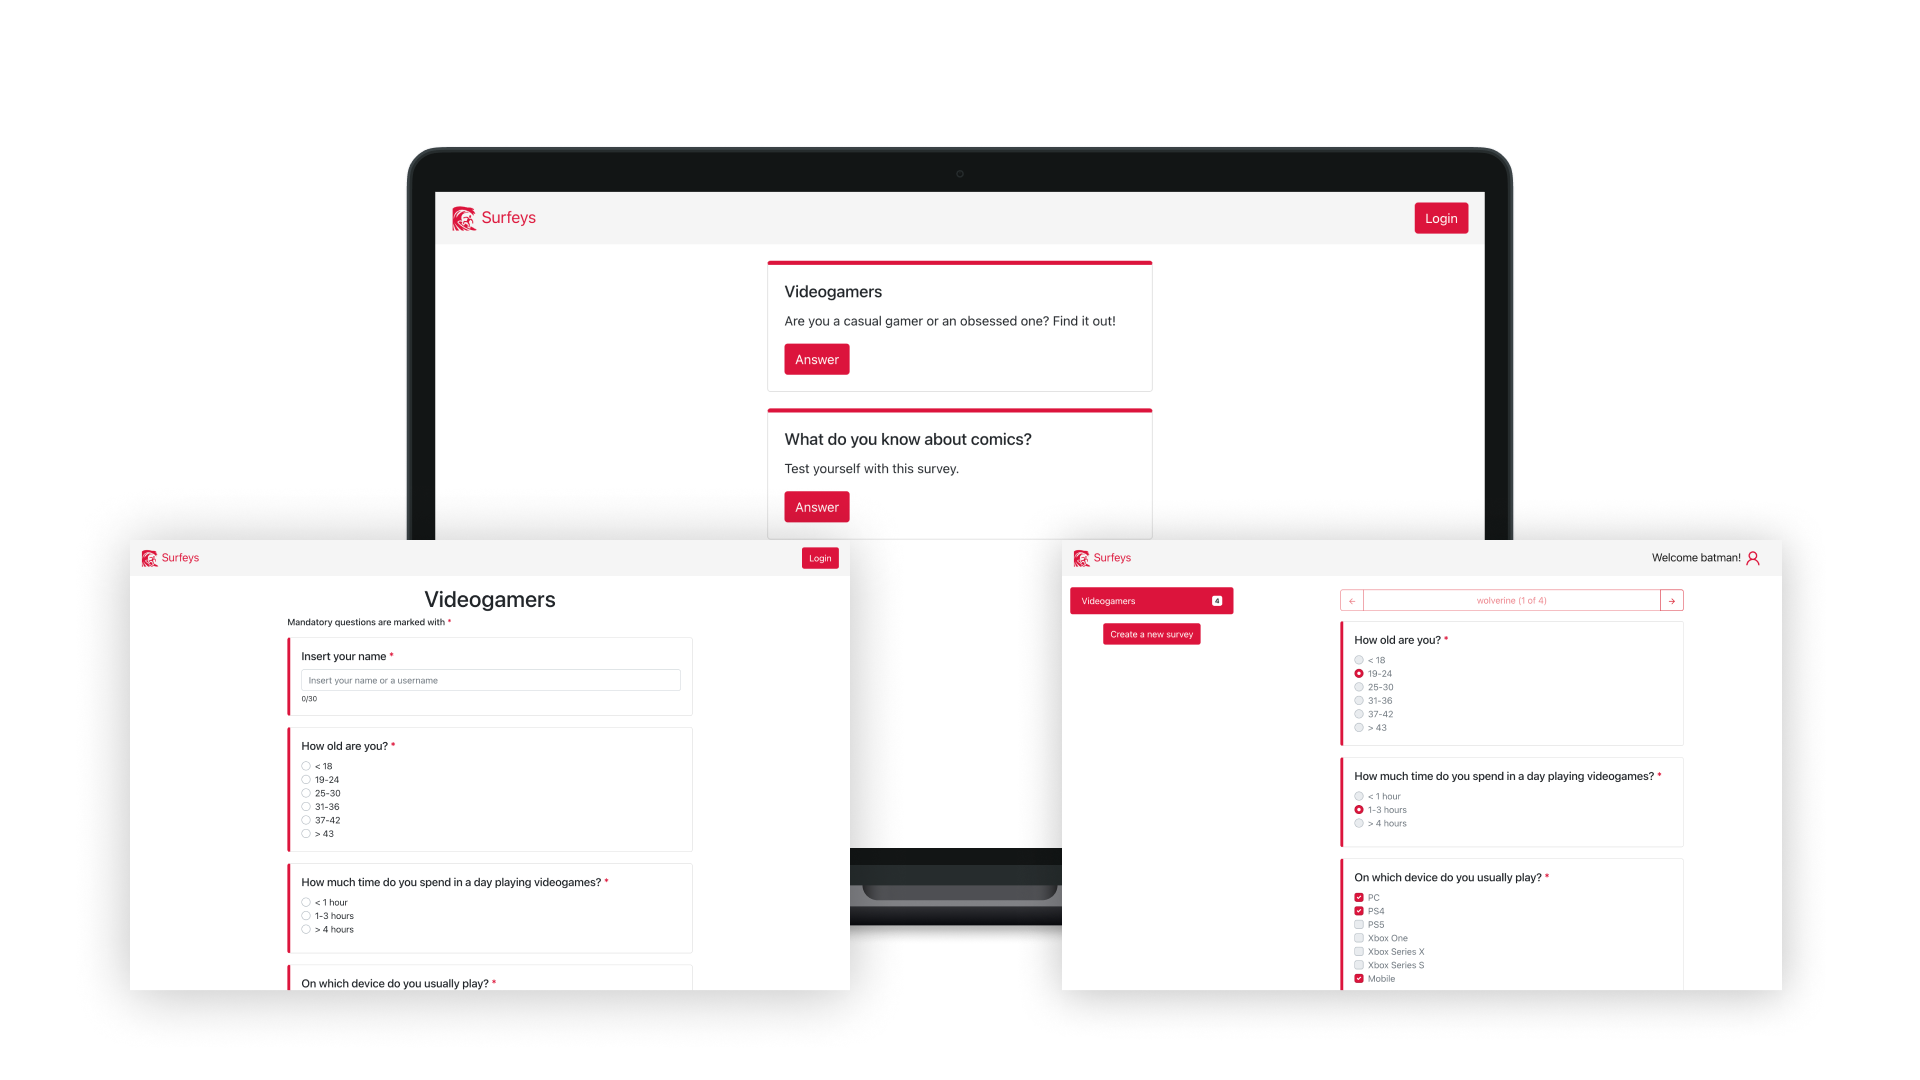 Surfeys
Login
Videogamers
Are you a casual gamer or an obsessed one? Find it out!
Answer
What do you know about comics?
Test yourself with this survey.
Answer
Surfeys
Login
Videogamers
Mandatory questions are marked with *
Insert your name *
Insert your name or a username
0/30
How old are you? *
< 18
19-24
25-30
31-36
37-42
> 43
How much time do you spend in a day playing videogames? *
< 1 hour
1-3 hours
> 4 hours
On which device do you usually play? *
Surfeys
Welcome batman!
Videogamers 4
Create a new survey
← wolverine (1 of 4) →
How old are you? *
< 18
19-24
25-30
31-36
37-42
> 43
How much time do you spend in a day playing videogames? *
< 1 hour
1-3 hours
> 4 hours
On which device do you usually play? *
PC
PS4
PS5
Xbox One
Xbox Series X
Xbox Series S
Mobile